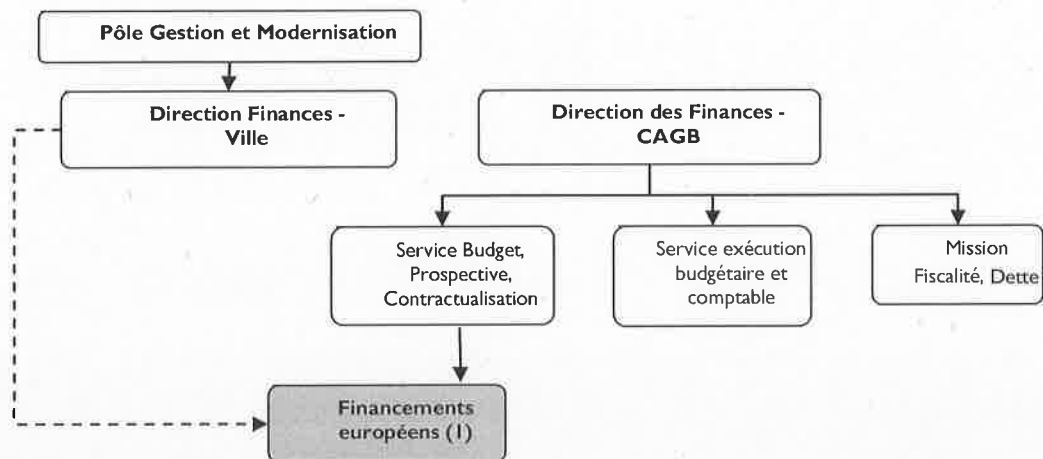 Pôle Gestion et Modernisation
Direction Finances -
Ville
Direction des Finances -
CAGB
Service Budget,
Prospective,
Contractualisation
Service exécution
budgétaire et
comptable
Mission
Fiscalité, Dette
Financements
européens (1)